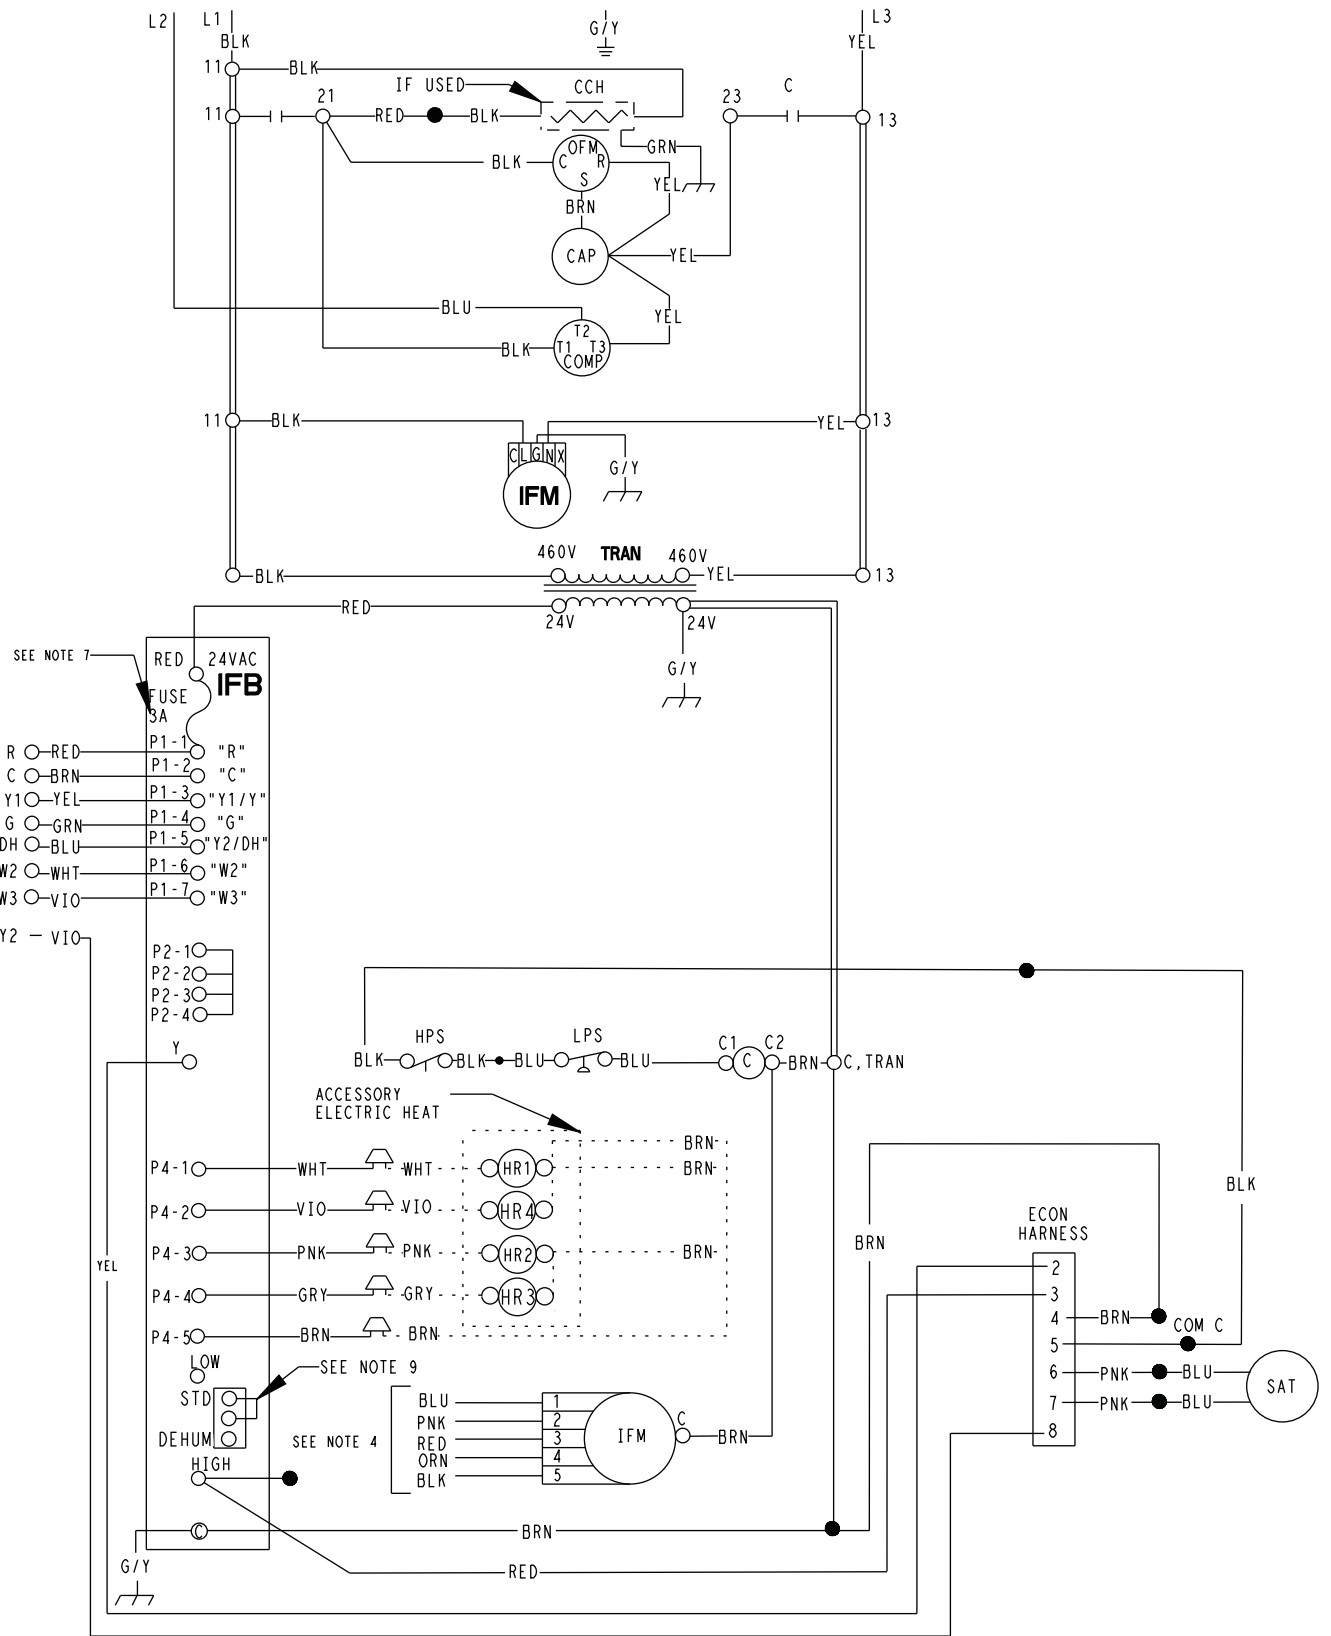 L2 L1 G/Y L3
BLK YEL
11 BLK
IF USED CCH C
21 23
11 RED BLK 13
OFM GRN
BLK C R
S YEL
BRN
CAP YEL
BLU YEL
T2
BLK T1 T3
COMP
11 BLK YEL 13
C L G N X
G/Y
IFM
460V TRAN 460V
BLK YEL 13
RED
24V 24V
SEE NOTE 7 RED 24VAC
G/Y
IFB
FUSE
3A
R RED P1-1 "R"
C BRN P1-2 "C"
Y1 YEL P1-3 "Y1/Y"
G GRN P1-4 "G"
DH BLU P1-5 "Y2/DH"
W2 WHT P1-6 "W2"
W3 VIO P1-7 "W3"
Y2 VIO
P2-1
P2-2
P2-3
P2-4
HPS LPS C1 C2
Y
BLK BLK BLU BLU C BRN C, TRAN
ACCESSORY
ELECTRIC HEAT
BRN
P4-1 WHT WHT HR1 BRN
BLK
P4-2 VIO VIO HR4
ECON
HARNESS
BRN
P4-3 PNK PNK HR2 BRN
YEL
2
P4-4 GRY GRY HR3 3
4 BRN
COM C
P4-5 BRN BRN
5
LOW SEE NOTE 9
6 PNK BLU
SAT
STD
7 PNK BLU
BLU 1
PNK 2 C
DEHUM SEE NOTE 4 RED 3 IFM BRN 8
ORN 4
HIGH
BLK 5
C BRN
G/Y RED